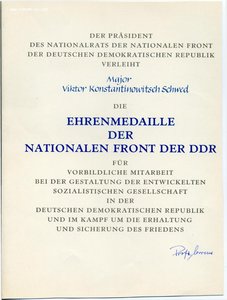 DER PRÄSIDENT
DES NATIONALRATS DER NATIONALEN FRONT
DER DEUTSCHEN DEMOKRATISCHEN REPUBLIK
VERLEIHT
Major
Viktor Konstantinowitsch Schwed
DIE
EHRENMEDAILLE
DER
NATIONALEN FRONT DER DDR
FÜR
VORBILDLICHE MITARBEIT
BEI DER GESTALTUNG DER ENTWICKELTEN
SOZIALISTISCHEN GESELLSCHAFT
IN DER
DEUTSCHEN DEMOKRATISCHEN REPUBLIK
UND IM KAMPF UM DIE ERHALTUNG
UND SICHERUNG DES FRIEDENS